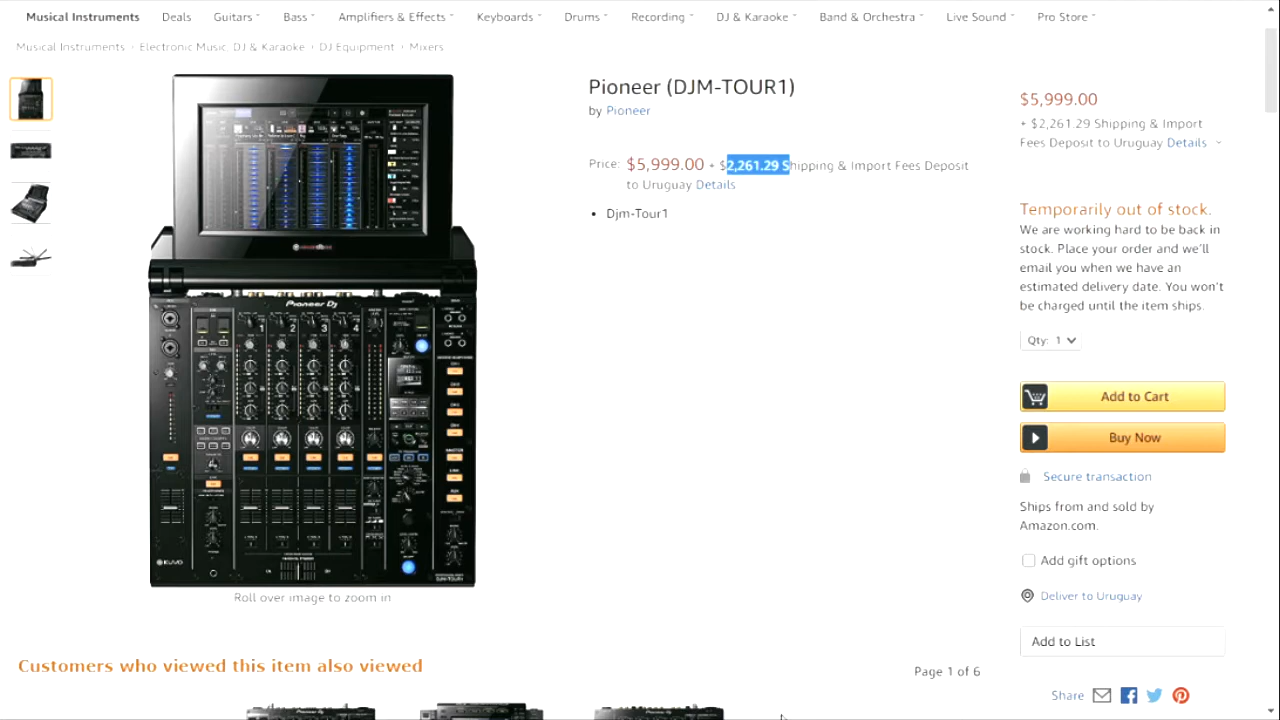 Musical Instruments Deals Guitars Bass Amplifiers & Effects Keyboards Drums Recording DJ & Karaoke Band & Orchestra Live Sound Pro Store
Musical Instruments › Electronic Music, DJ & Karaoke › DJ Equipment › Mixers
Pioneer (DJM-TOUR1)
by Pioneer
Price: $5,999.00 + $2,261.29 Shipping & Import Fees Deposit
to Uruguay Details
• Djm-Tour1
Pioneer Dj
1 2 3 4
KUVO
DJM-TOUR1
Roll over image to zoom in
$5,999.00
+ $2,261.29 Shipping & Import
Fees Deposit to Uruguay Details
Temporarily out of stock.
We are working hard to be back in
stock. Place your order and we'll
email you when we have an
estimated delivery date. You won't
be charged until the item ships.
Qty: 1
Add to Cart
Buy Now
Secure transaction
Ships from and sold by
Amazon.com.
Add gift options
Deliver to Uruguay
Add to List
Share
Customers who viewed this item also viewed
Page 1 of 6